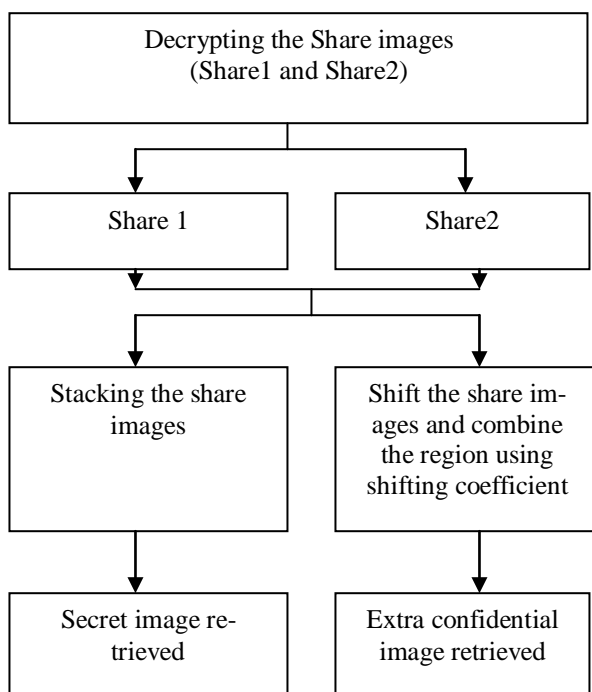 Decrypting the Share images
(Share1 and Share2)
Share 1
Share2
Stacking the share
images
Shift the share im-
ages and combine
the region using
shifting coefficient
Secret image re-
trieved
Extra confidential
image retrieved